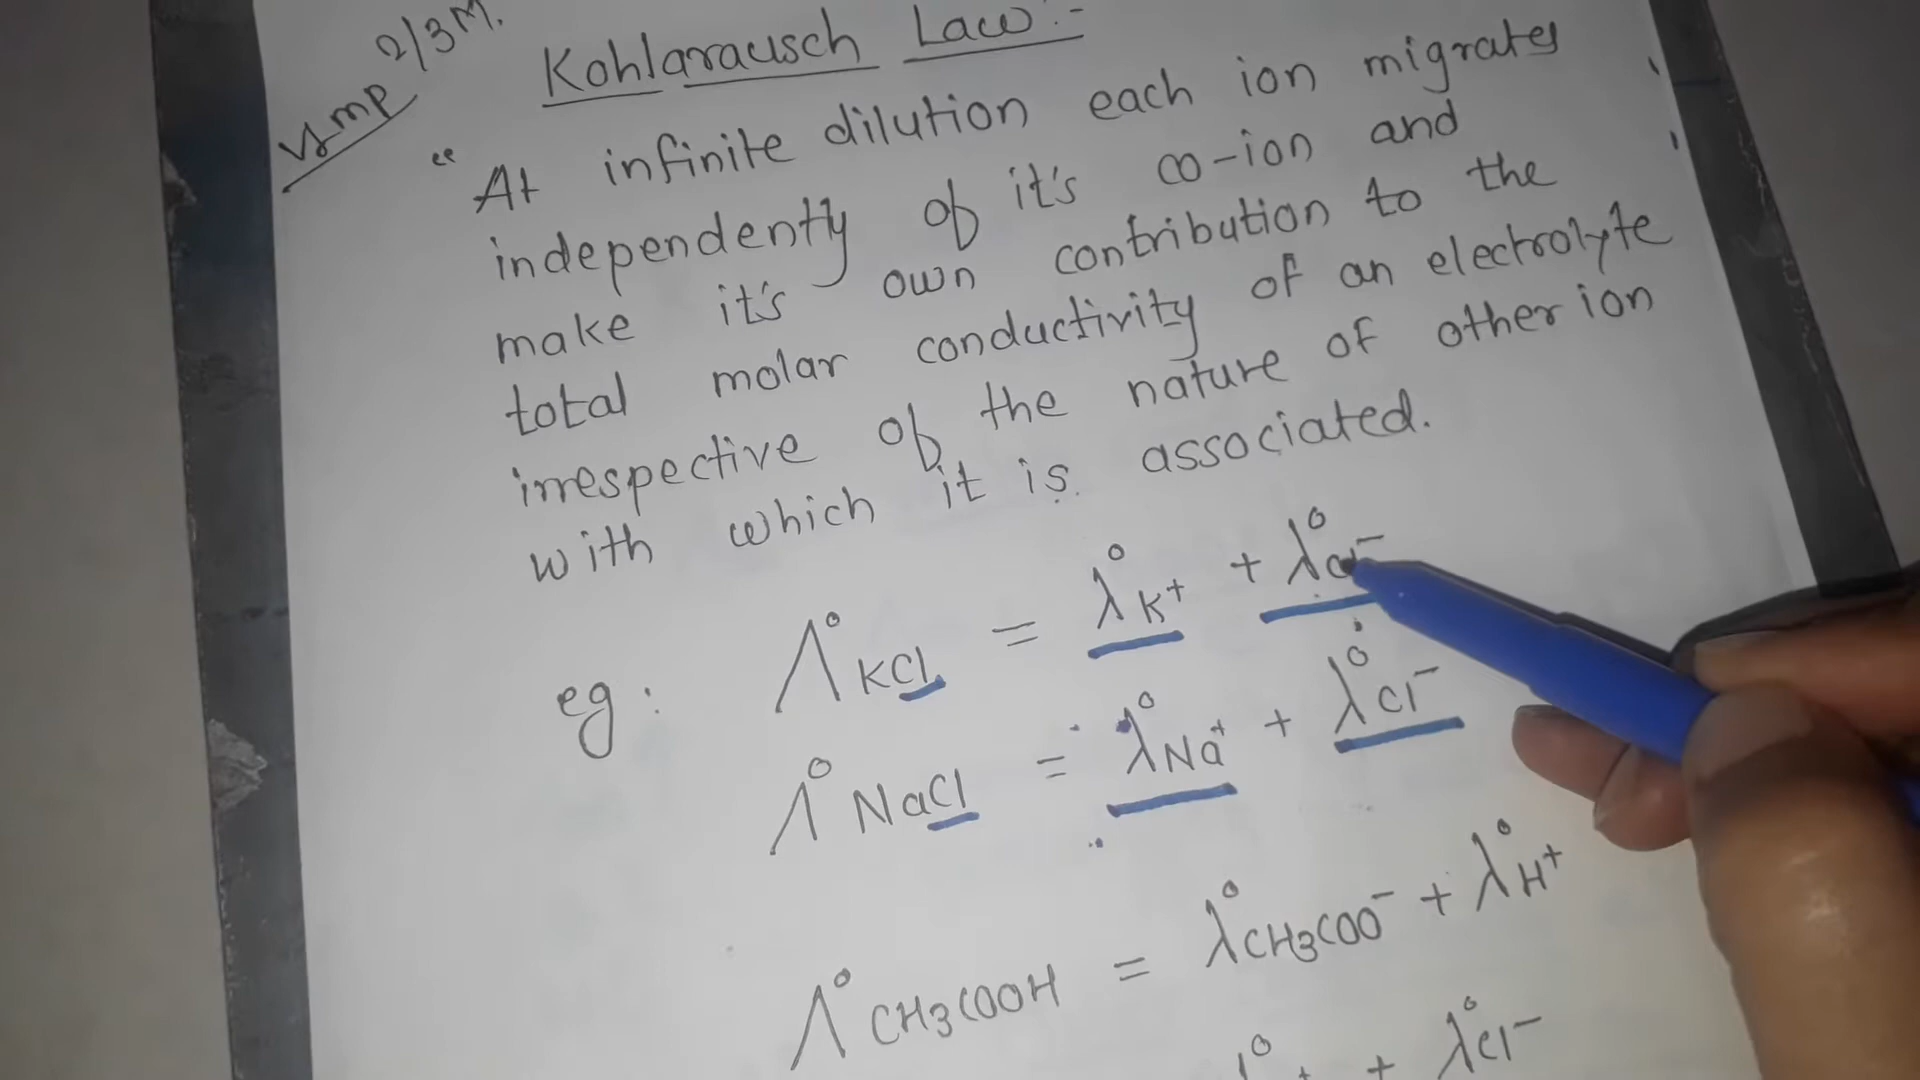 VImp 2/3M.
Kohlarausch Law :-
“At infinite dilution each ion migrates
independently of it's co-ion and
make it's own contribution to the
total molar conductivity of an electrolyte
irrespective of the nature of other ion
with which it is associated.
eg : Λ° KCl = λ° K+ + λ° Cl-
Λ° NaCl = λ° Na+ + λ° Cl-
Λ° CH3COOH = λ° CH3COO- + λ° H+
+ λ° Cl-